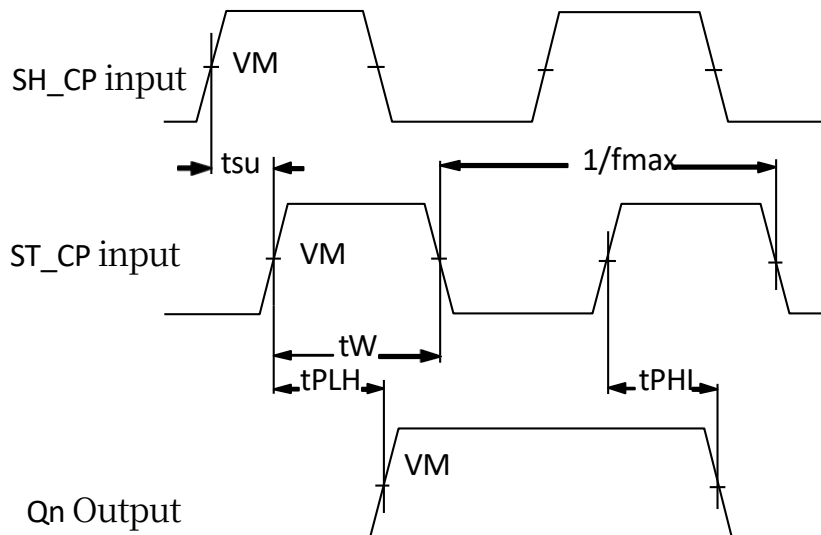 SH_CP input
VM
tsu
1/fmax
ST_CP input
VM
tW
tPLH
tPHL
VM
Qn Output